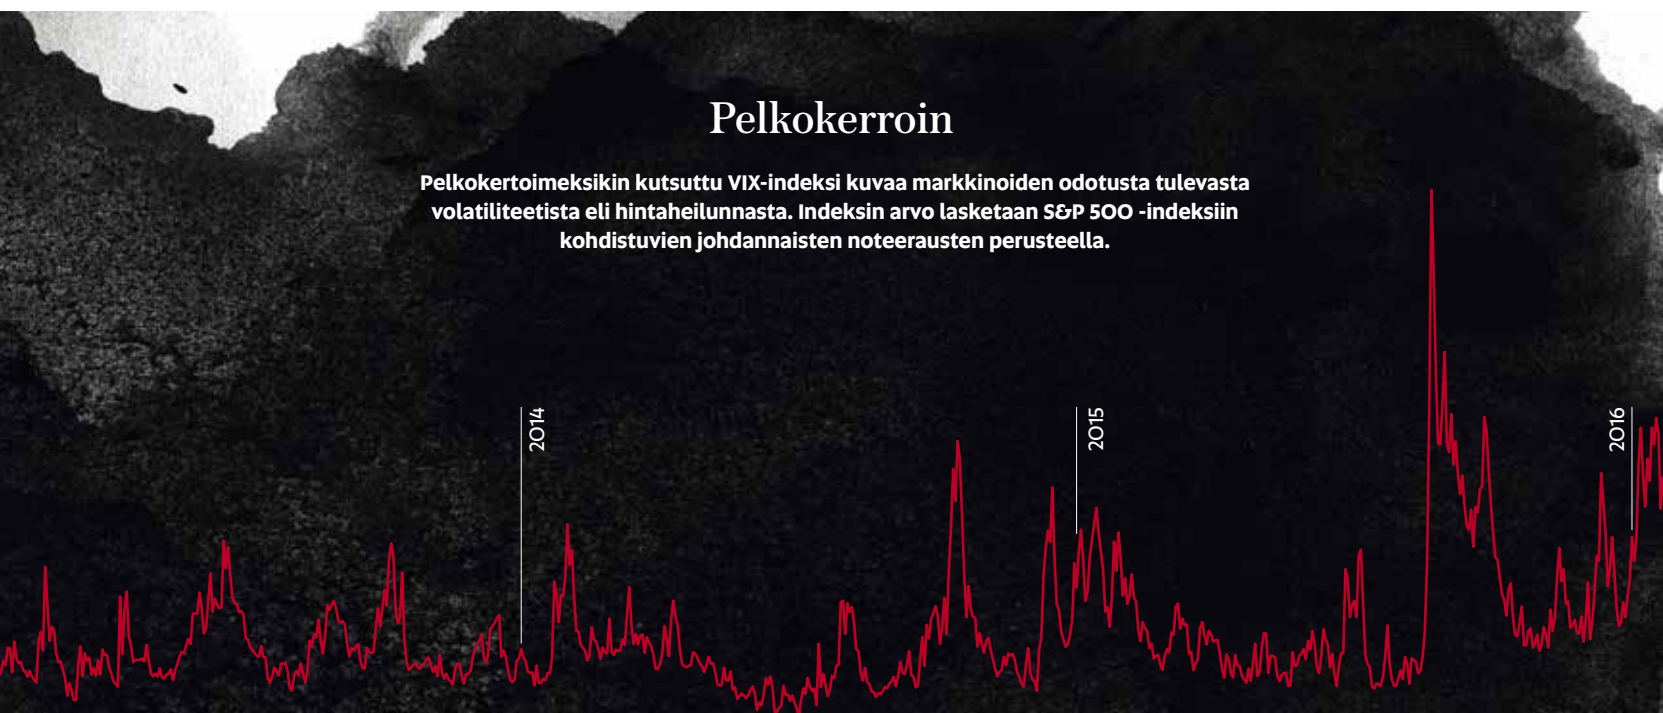 Pelkokerroin
Pelkokertoimeksikin kutsuttu VIX-indeksi kuvaa markkinoiden odotusta tulevasta
volatiliteetista eli hintaheilunnasta. Indeksin arvo lasketaan S&P 500 -indeksiin
kohdistuvien johdannaisten noteerausten perusteella.
2014
2015
2016